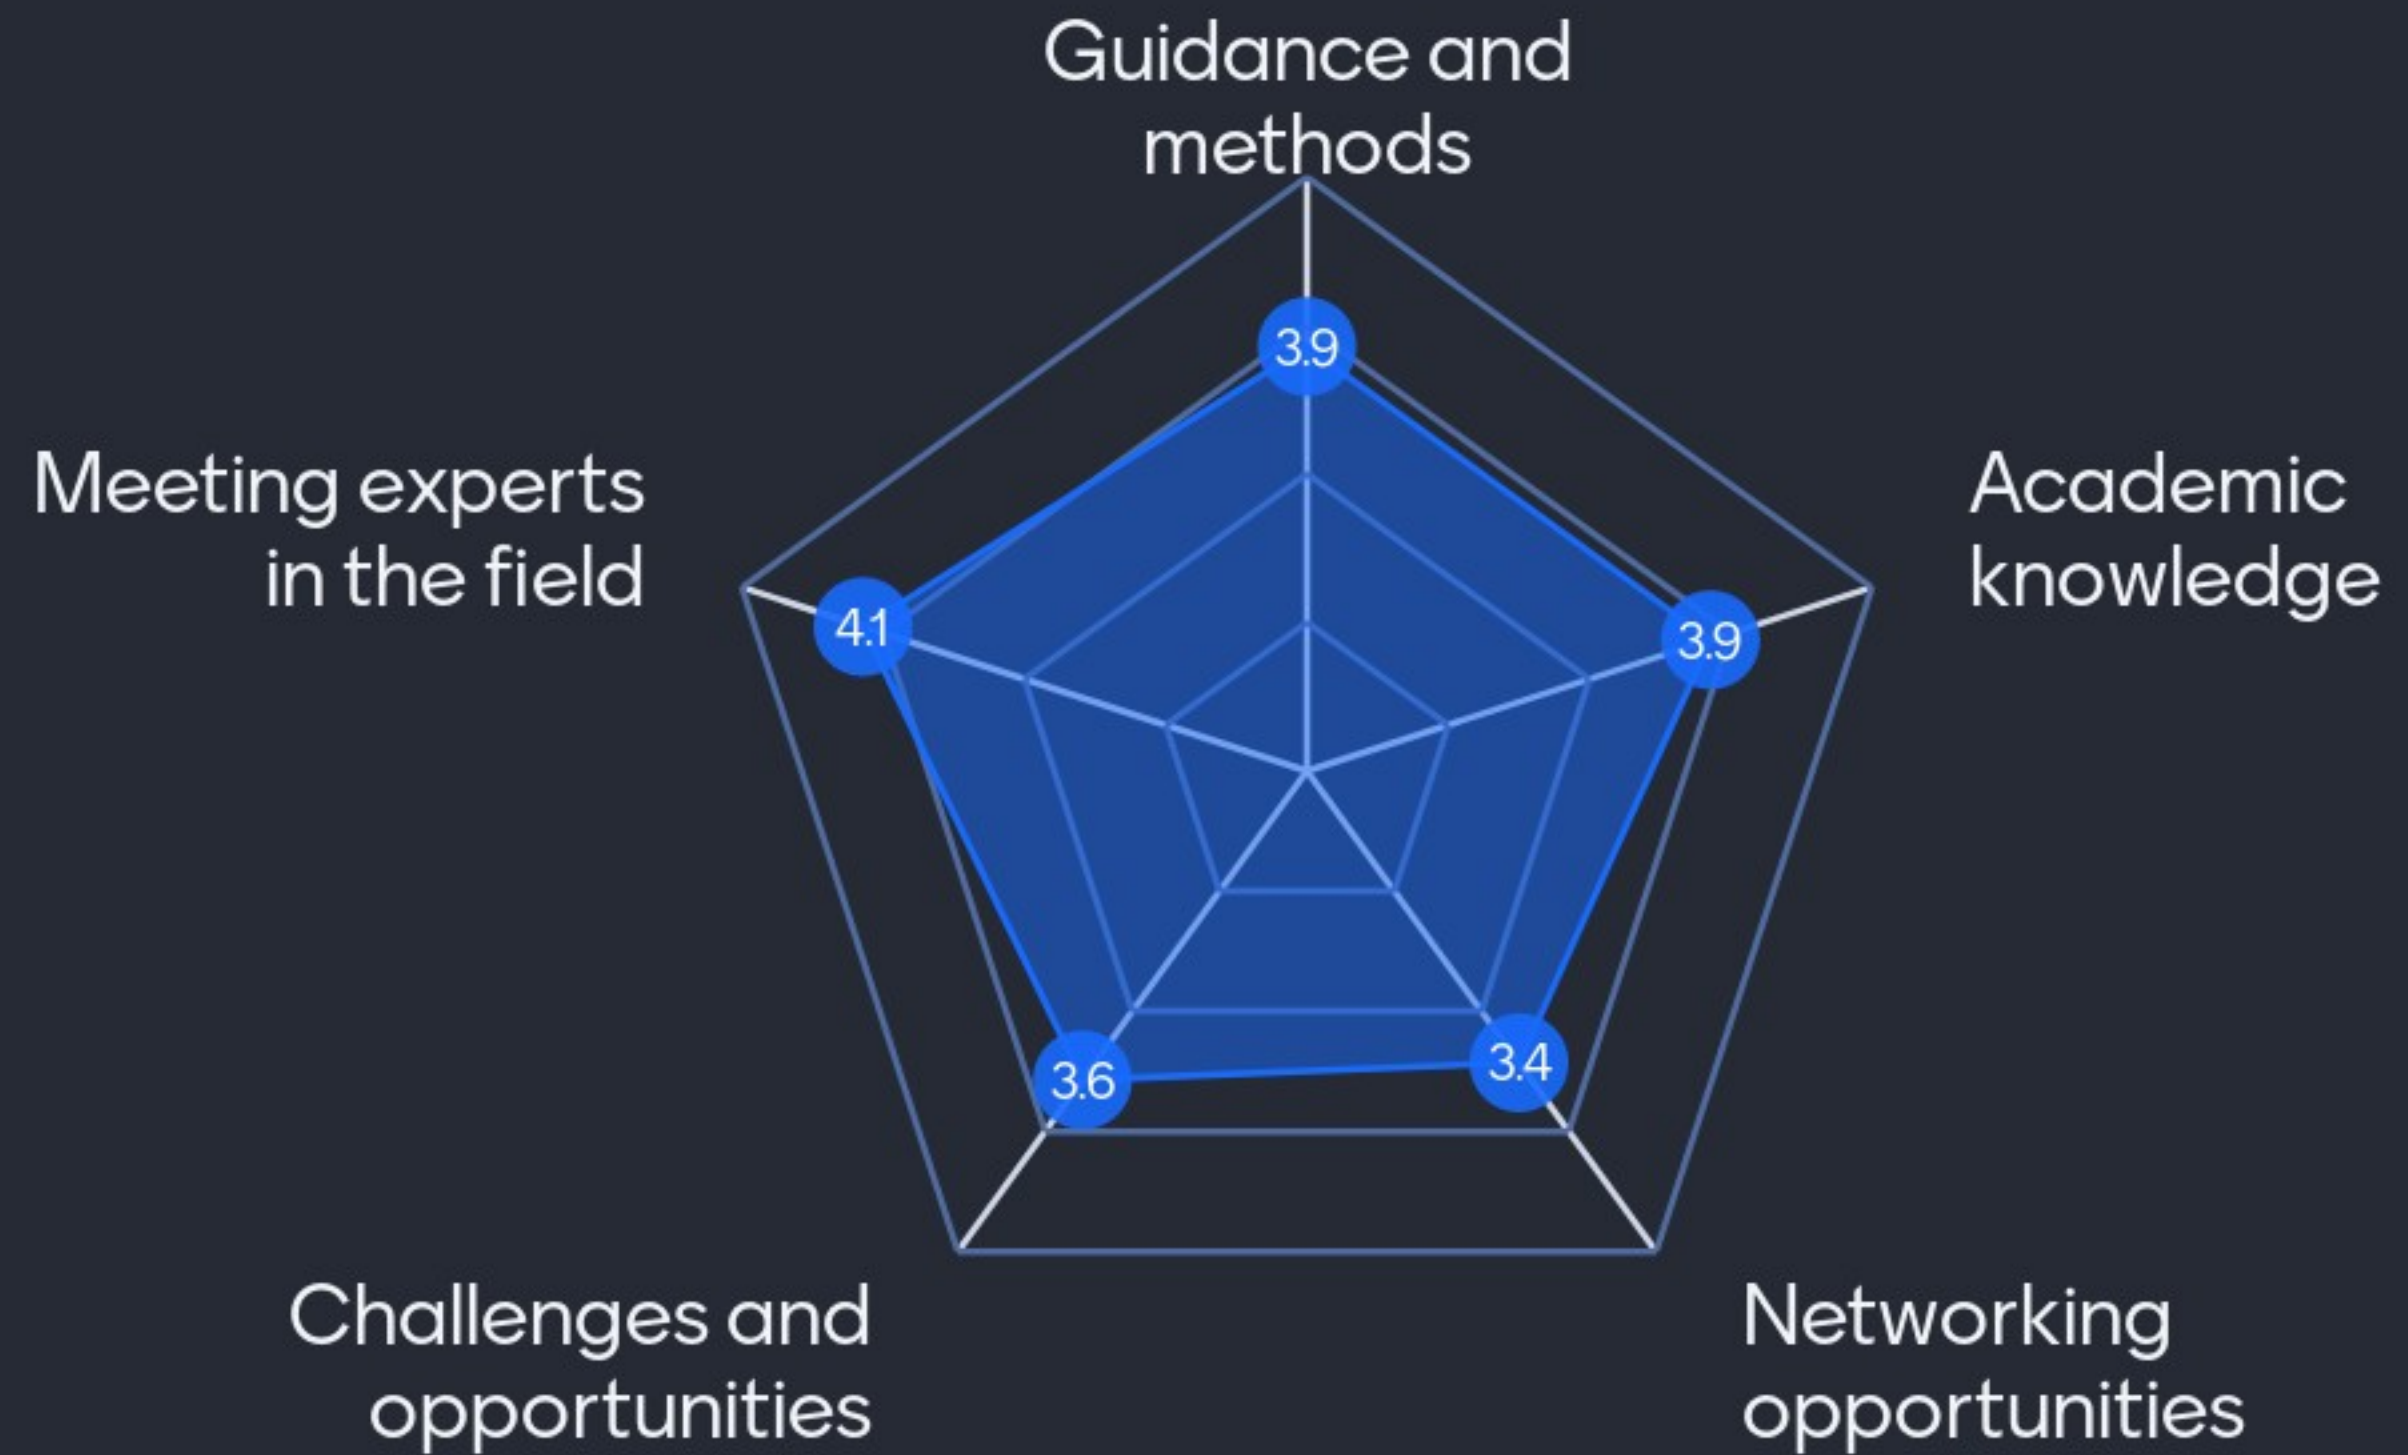 Guidance and
methods
3.9
Meeting experts
in the field
Academic
knowledge
4.1
3.9
3.6
3.4
Challenges and
opportunities
Networking
opportunities